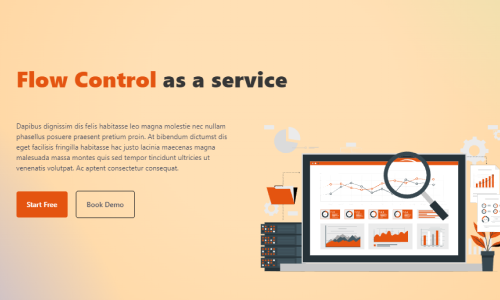 Flow Control as a service
Dapibus dignissim dis felis habitasse leo magna molestie nec nullam
phasellus posuere praesent pretium proin. At bibendum dictumst dis
eget facilisis fringilla habitasse hac justo lacinia maecenas magna
malesuada massa montes quis sed tempor tincidunt ultricies ut
venenatis volutpat. Ac aptent consectetur consequat.
Start Free
Book Demo